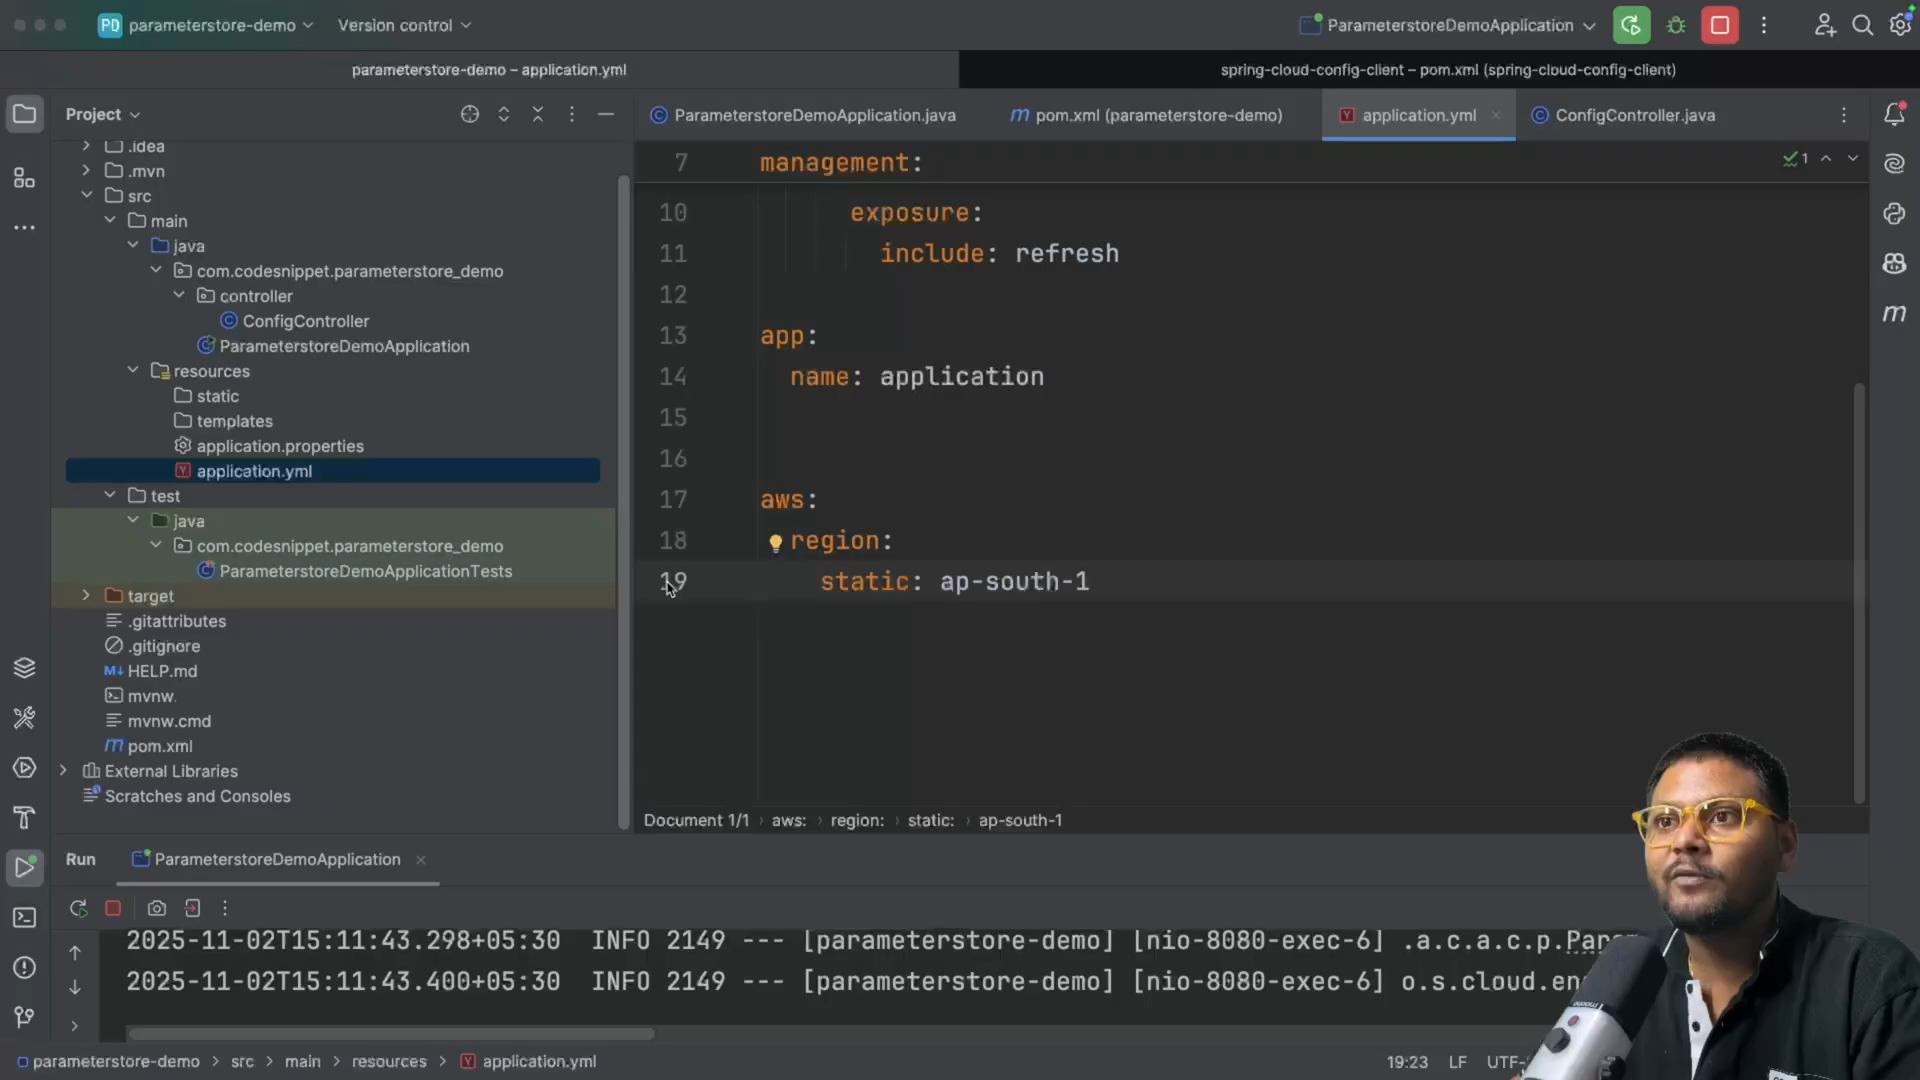 PD parameterstore-demo Version control ParameterstoreDemoApplication
parameterstore-demo – application.yml spring-cloud-config-client – pom.xml (spring-cloud-config-client)
Project
.idea
.mvn
src
main
java
com.codesnippet.parameterstore_demo
controller
ConfigController
ParameterstoreDemoApplication
resources
static
templates
application.properties
application.yml
test
java
com.codesnippet.parameterstore_demo
ParameterstoreDemoApplicationTests
target
.gitattributes
.gitignore
HELP.md
mvnw
mvnw.cmd
pom.xml
External Libraries
Scratches and Consoles
ParameterstoreDemoApplication.java pom.xml (parameterstore-demo) application.yml ConfigController.java
7 management: 1
10 exposure:
11 include: refresh
12
13 app:
14 name: application
15
16
17 aws:
18 region:
19 static: ap-south-1
Document 1/1 aws: region: static: ap-south-1
Run ParameterstoreDemoApplication
2025-11-02T15:11:43.298+05:30 INFO 2149 --- [parameterstore-demo] [nio-8080-exec-6] .a.c.a.c.p.Para
2025-11-02T15:11:43.400+05:30 INFO 2149 --- [parameterstore-demo] [nio-8080-exec-6] o.s.cloud.en
parameterstore-demo src main resources application.yml 19:23 LF UTF-